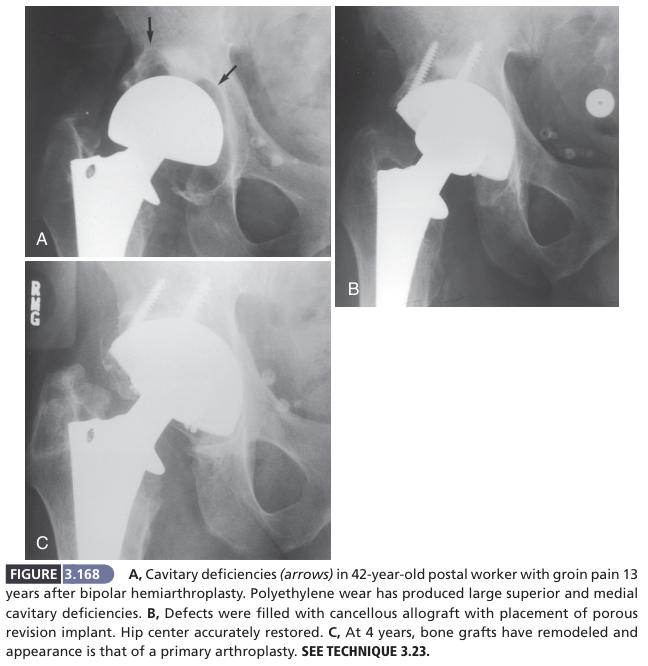 A
B
RKG
C
FIGURE 3.168 A, Cavitary deficiencies (arrows) in 42-year-old postal worker with groin pain 13
years after bipolar hemiarthroplasty. Polyethylene wear has produced large superior and medial
cavitary deficiencies. B, Defects were filled with cancellous allograft with placement of porous
revision implant. Hip center accurately restored. C, At 4 years, bone grafts have remodeled and
appearance is that of a primary arthroplasty. SEE TECHNIQUE 3.23.